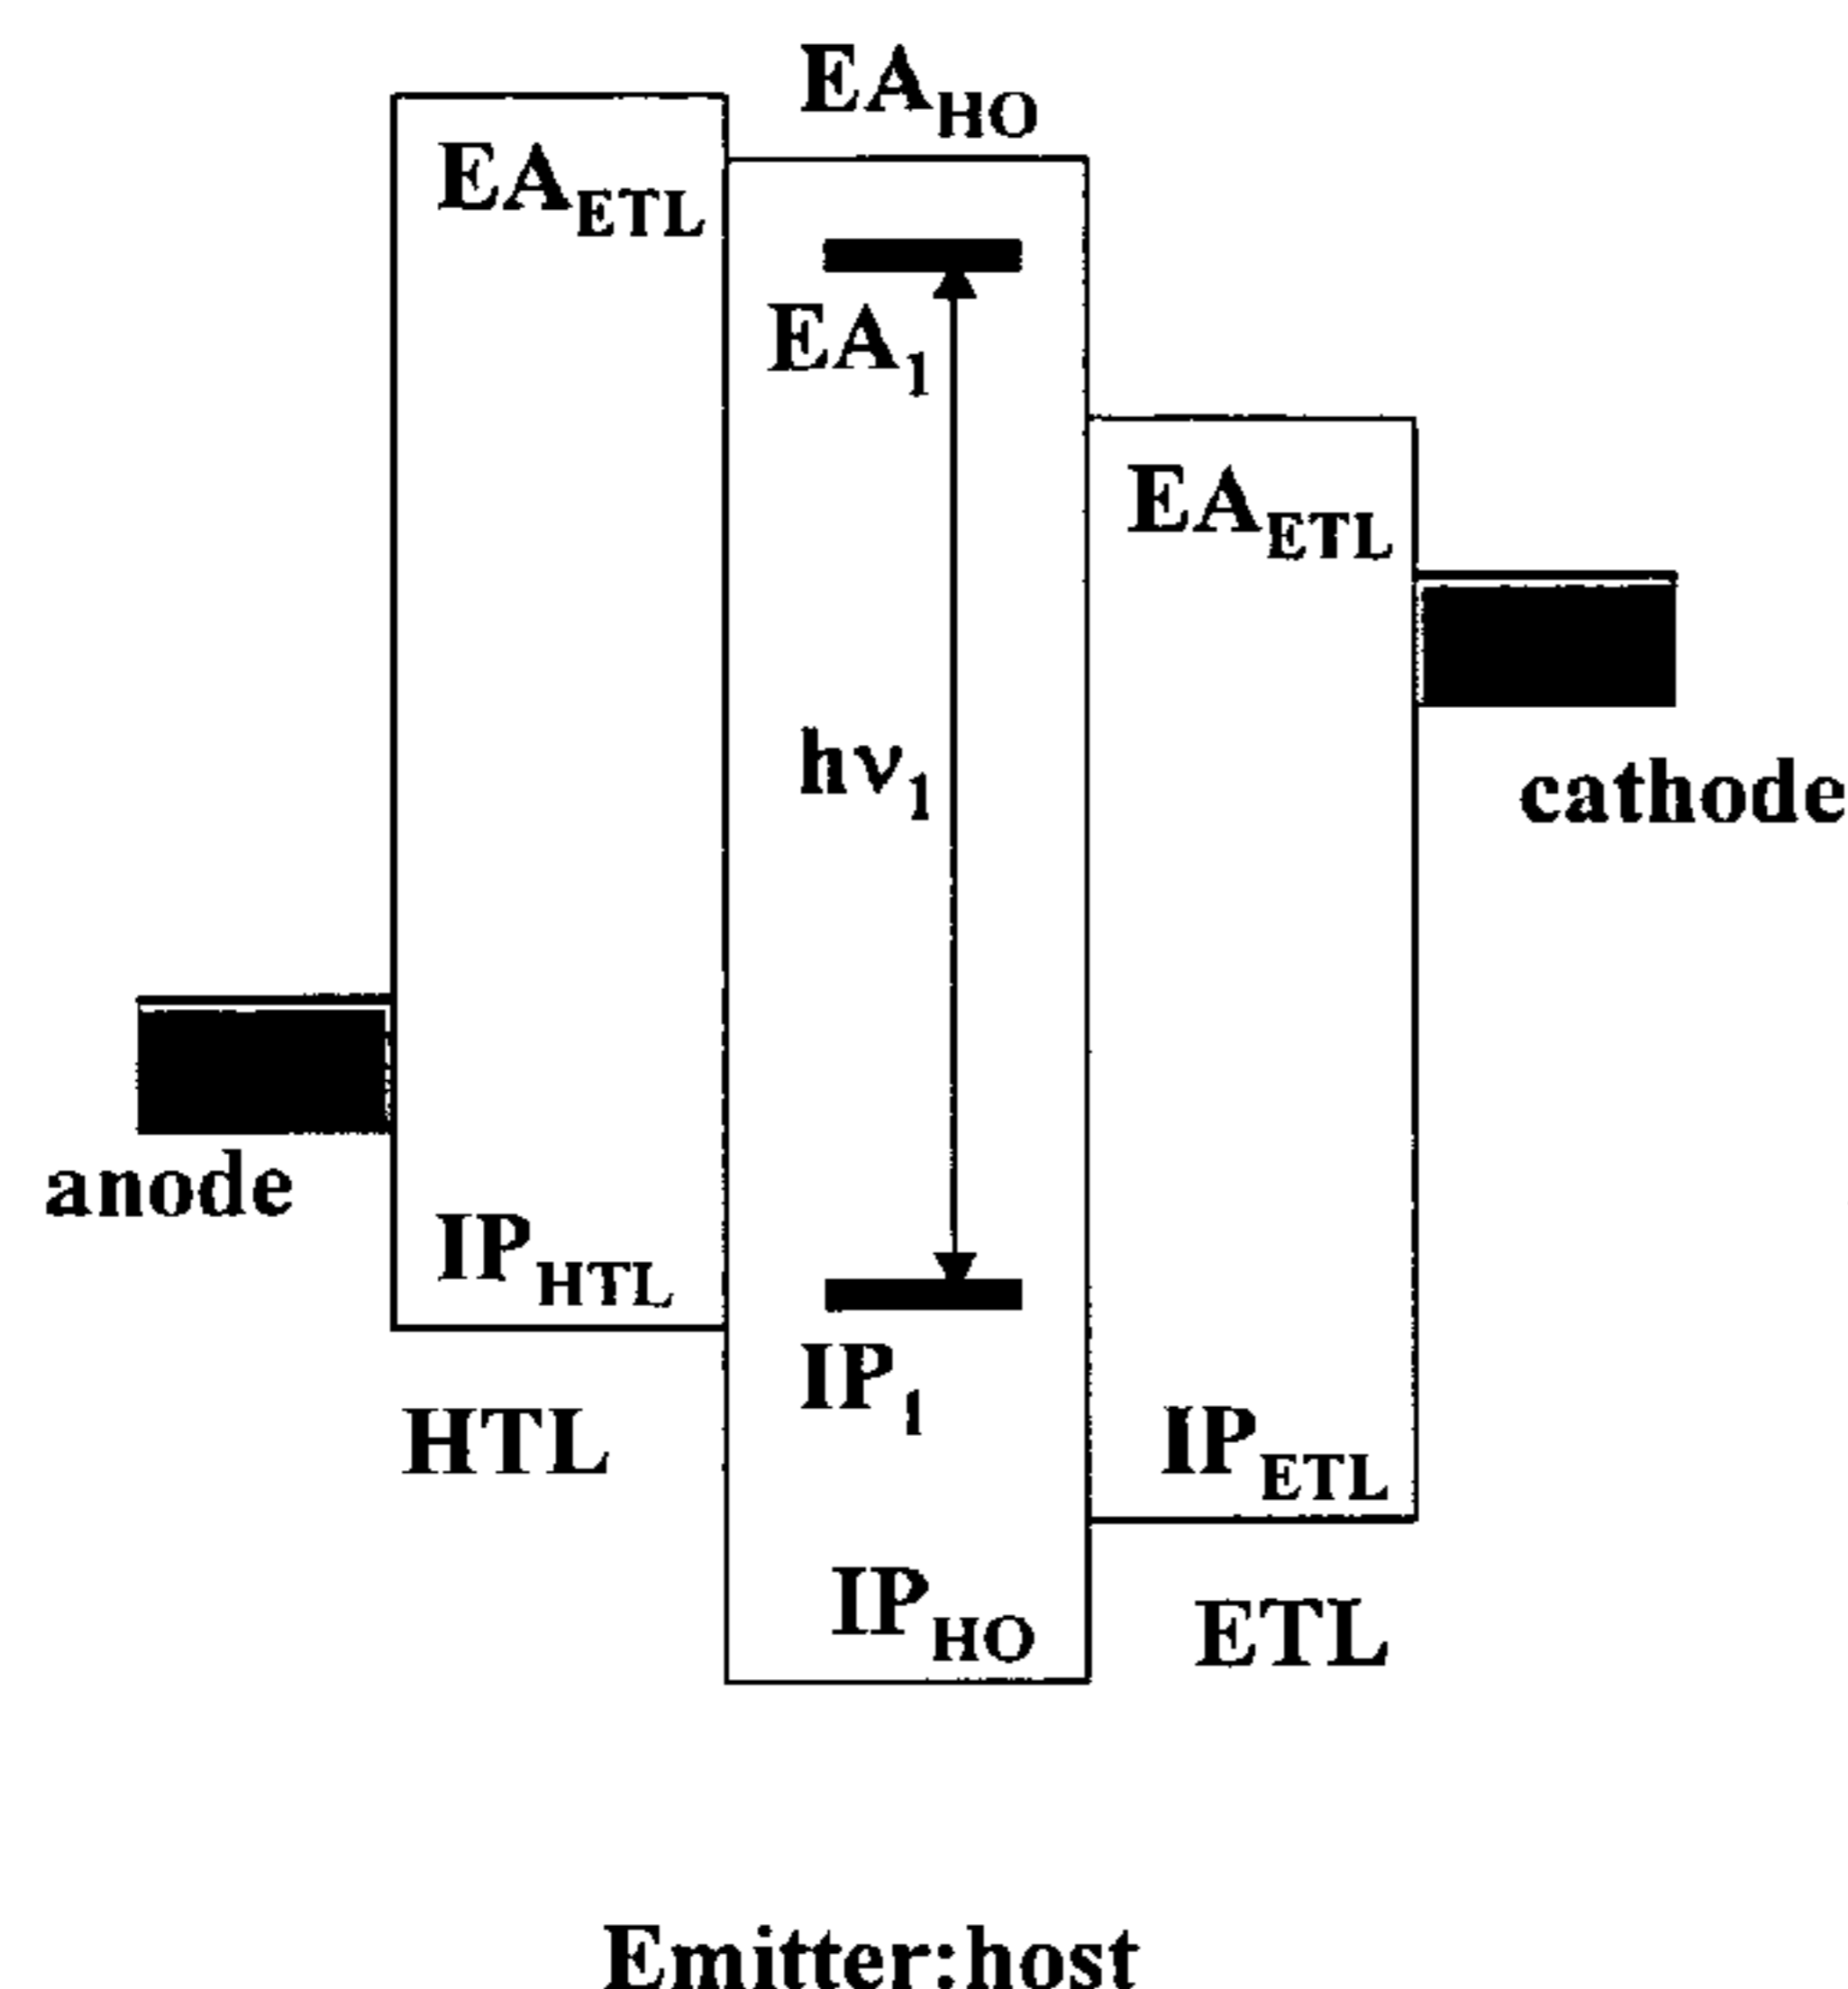 EA_HO
EA_ETL
EA_1
EA_ETL
hν_1
cathode
anode
IP_HTL
IP_1
HTL
IP_ETL
IP_HO
ETL
Emitter:host